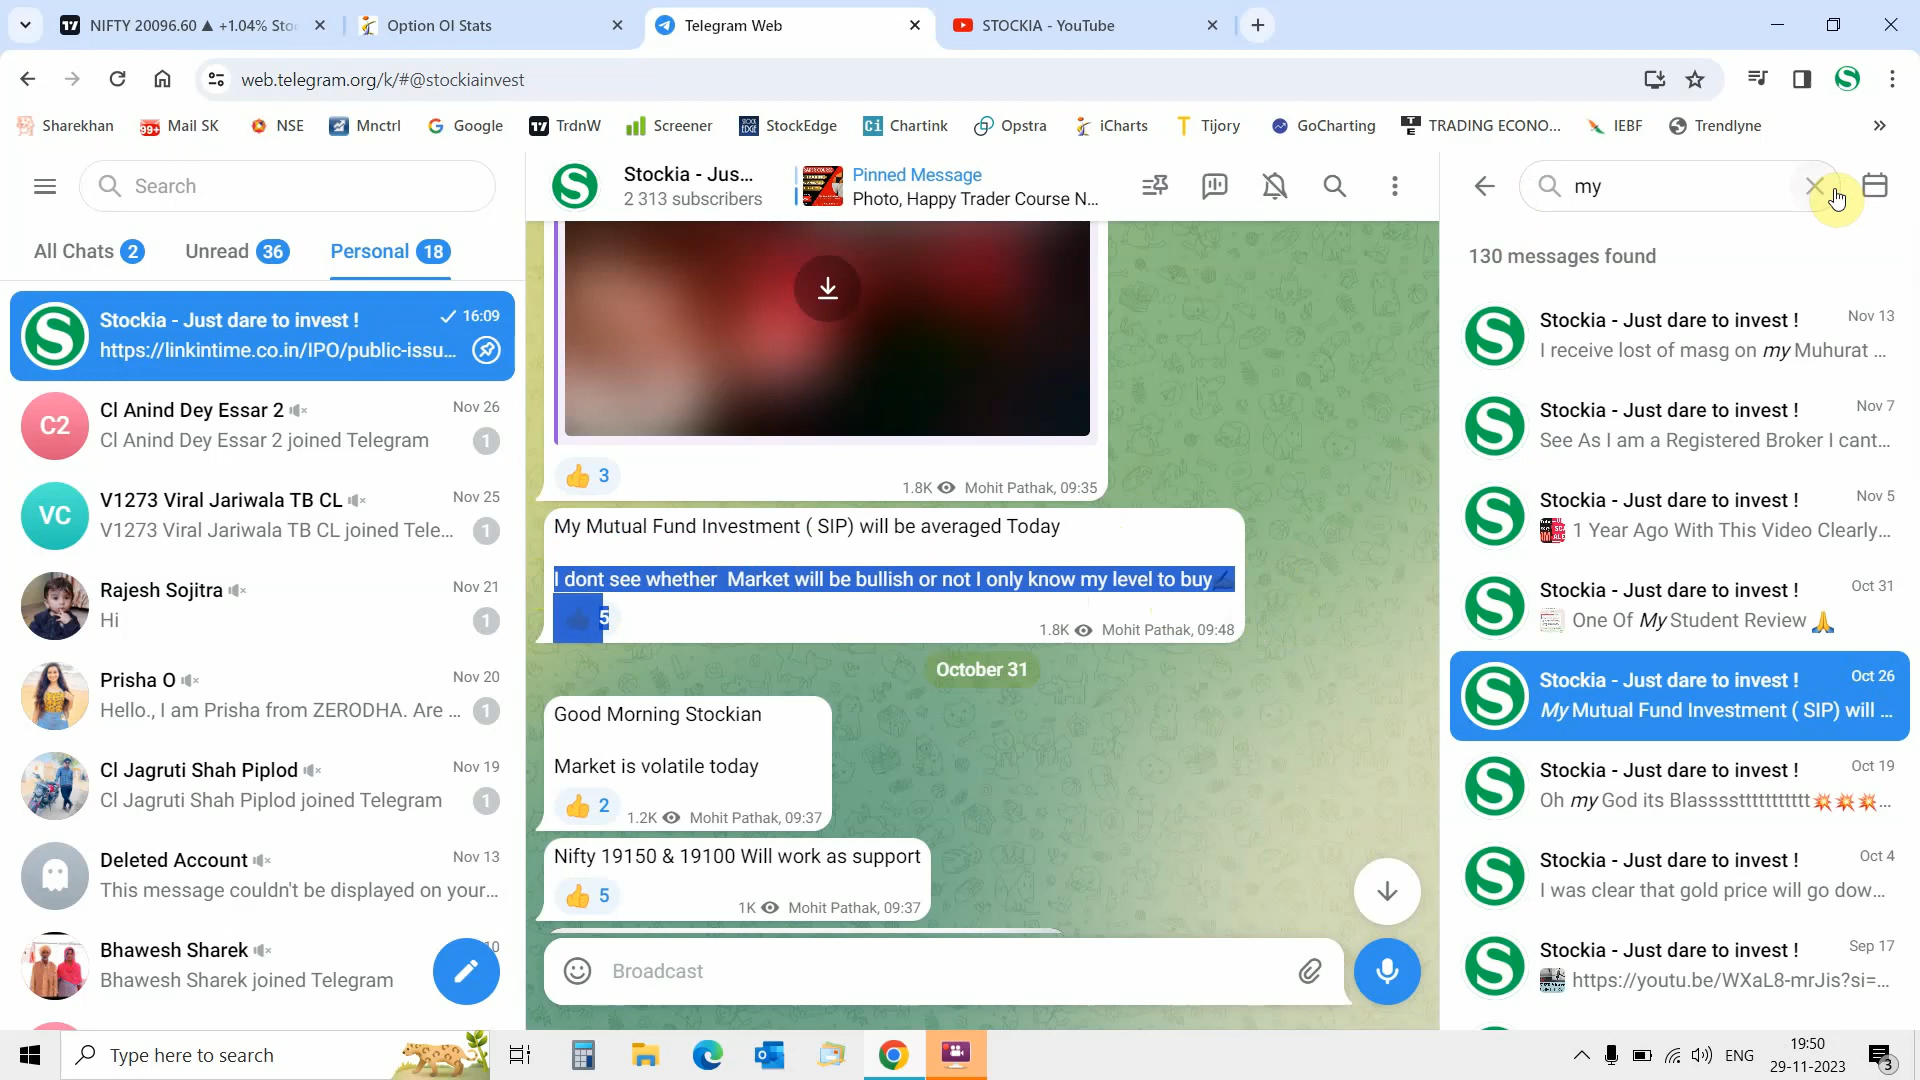 NIFTY 20096.60 ▲ +1.04% Sto
Option OI Stats
Telegram Web
STOCKIA - YouTube
web.telegram.org/k/#@stockiainvest
Sharekhan
Mail SK
NSE
Mnctrl
Google
TrdnW
Screener
StockEdge
Chartink
Opstra
iCharts
Tijory
GoCharting
TRADING ECONO...
IEBF
Trendlyne
Search
All Chats 2
Unread 36
Personal 18
Stockia - Just dare to invest ! 16:09
https://linkintime.co.in/IPO/public-issu...
C2
Cl Anind Dey Essar 2 Nov 26
Cl Anind Dey Essar 2 joined Telegram 1
VC
V1273 Viral Jariwala TB CL Nov 25
V1273 Viral Jariwala TB CL joined Tele... 1
Rajesh Sojitra Nov 21
Hi 1
Prisha O Nov 20
Hello., I am Prisha from ZERODHA. Are ... 1
Cl Jagruti Shah Piplod Nov 19
Cl Jagruti Shah Piplod joined Telegram 1
Deleted Account Nov 13
This message couldn't be displayed on your...
Bhawesh Sharek 10
Bhawesh Sharek joined Telegram
Stockia - Jus...
2 313 subscribers
Pinned Message
Photo, Happy Trader Course N...
👍 3
1.8K Mohit Pathak, 09:35
My Mutual Fund Investment ( SIP) will be averaged Today
I dont see whether Market will be bullish or not I only know my level to buy✍
👍 5
1.8K Mohit Pathak, 09:48
October 31
Good Morning Stockian
Market is volatile today
👍 2 1.2K Mohit Pathak, 09:37
Nifty 19150 & 19100 Will work as support
👍 5 1K Mohit Pathak, 09:37
Broadcast
my
130 messages found
Stockia - Just dare to invest ! Nov 13
I receive lost of masg on my Muhurat ...
Stockia - Just dare to invest ! Nov 7
See As I am a Registered Broker I cant...
Stockia - Just dare to invest ! Nov 5
1 Year Ago With This Video Clearly...
Stockia - Just dare to invest ! Oct 31
One Of My Student Review 🙏
Stockia - Just dare to invest ! Oct 26
My Mutual Fund Investment ( SIP) will ...
Stockia - Just dare to invest ! Oct 19
Oh my God its Blassssttttttttttt💥💥💥...
Stockia - Just dare to invest ! Oct 4
I was clear that gold price will go dow...
Stockia - Just dare to invest ! Sep 17
https://youtu.be/WXaL8-mrJis?si=...
Type here to search
ENG
19:50
29-11-2023
3